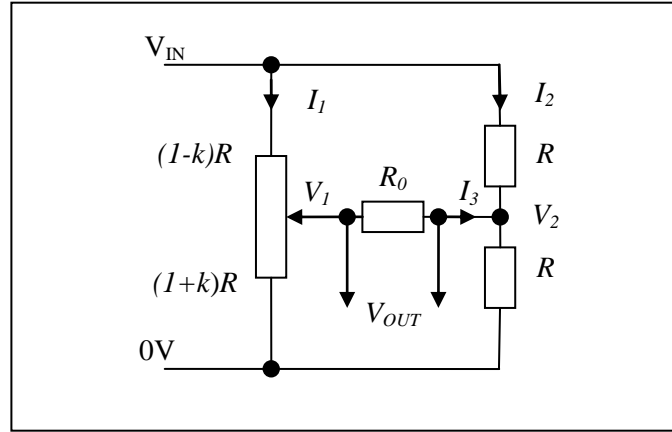 V_IN
I_1 I_2
(1-k)R R
V_1 R_0 I_3 V_2
(1+k)R R
V_OUT
0V